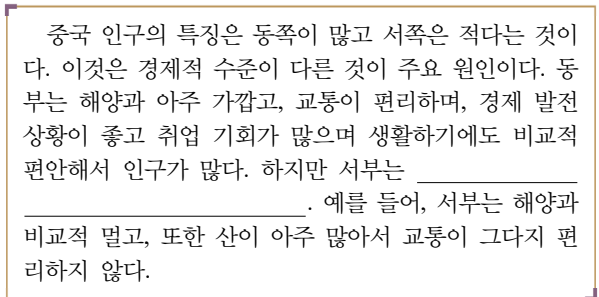 중국 인구의 특징은 동쪽이 많고 서쪽은 적다는 것이
다. 이것은 경제적 수준이 다른 것이 주요 원인이다. 동
부는 해양과 아주 가깝고, 교통이 편리하며, 경제 발전
상황이 좋고 취업 기회가 많으며 생활하기에도 비교적
편안해서 인구가 많다. 하지만 서부는 ____________
______________________. 예를 들어, 서부는 해양과
비교적 멀고, 또한 산이 아주 많아서 교통이 그다지 편
리하지 않다.